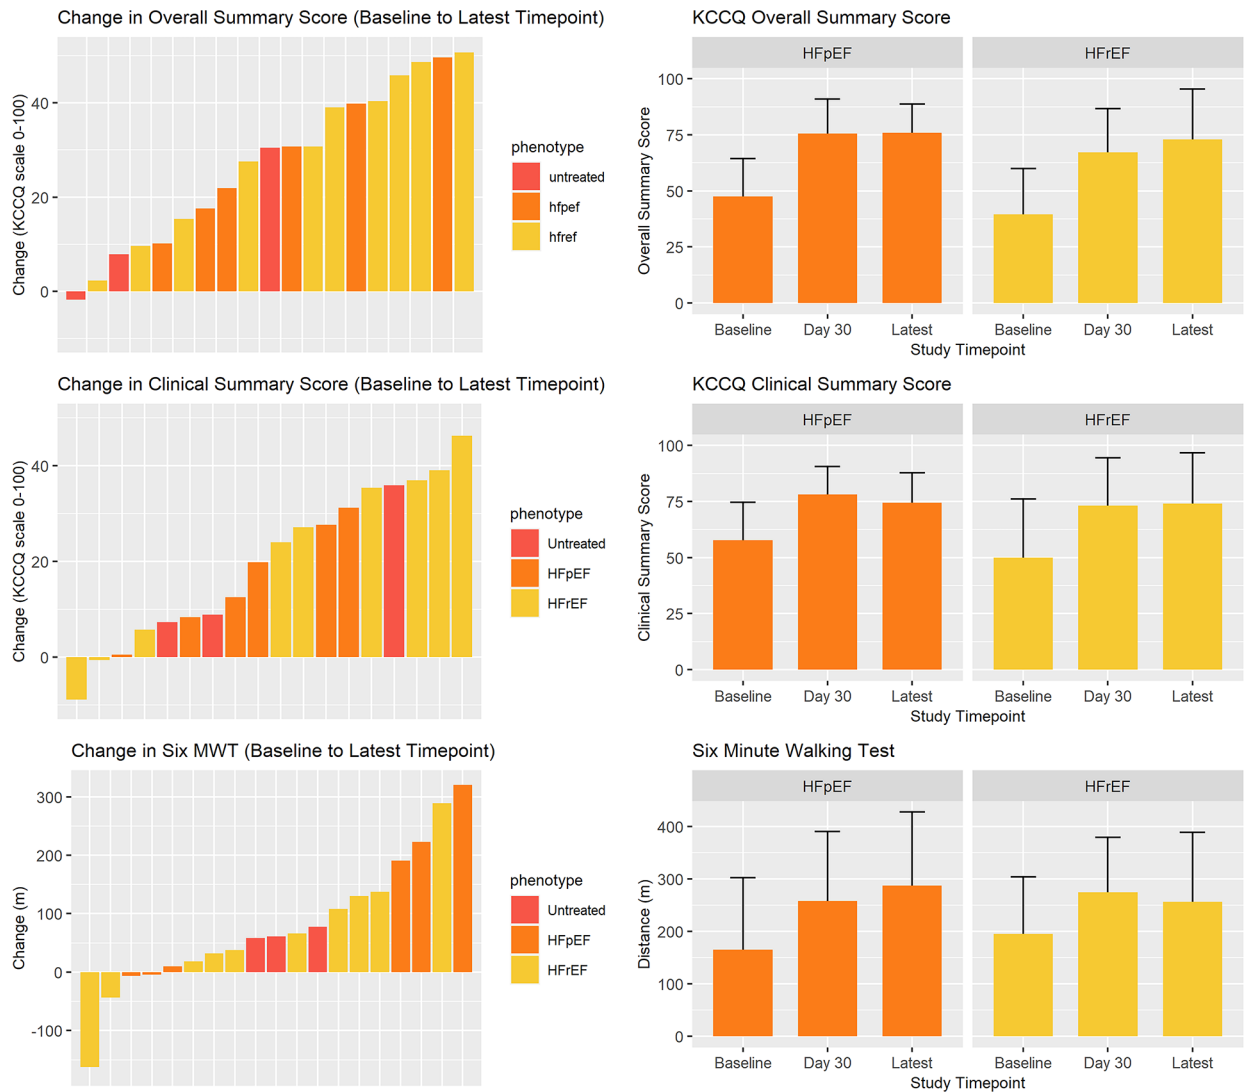 Change in Overall Summary Score (Baseline to Latest Timepoint)
Change (KCCQ scale 0-100)
40
20
0
phenotype
untreated
hfpef
hfref
KCCQ Overall Summary Score
HFpEF
HFrEF
Overall Summary Score
100
75
50
25
0
Baseline Day 30 Latest
Baseline Day 30 Latest
Study Timepoint
Change in Clinical Summary Score (Baseline to Latest Timepoint)
Change (KCCQ scale 0-100)
40
20
0
phenotype
Untreated
HFpEF
HFrEF
KCCQ Clinical Summary Score
HFpEF
HFrEF
Clinical Summary Score
100
75
50
25
0
Baseline Day 30 Latest
Baseline Day 30 Latest
Study Timepoint
Change in Six MWT (Baseline to Latest Timepoint)
Change (m)
300
200
100
0
-100
phenotype
Untreated
HFpEF
HFrEF
Six Minute Walking Test
HFpEF
HFrEF
Distance (m)
400
300
200
100
0
Baseline Day 30 Latest
Baseline Day 30 Latest
Study Timepoint